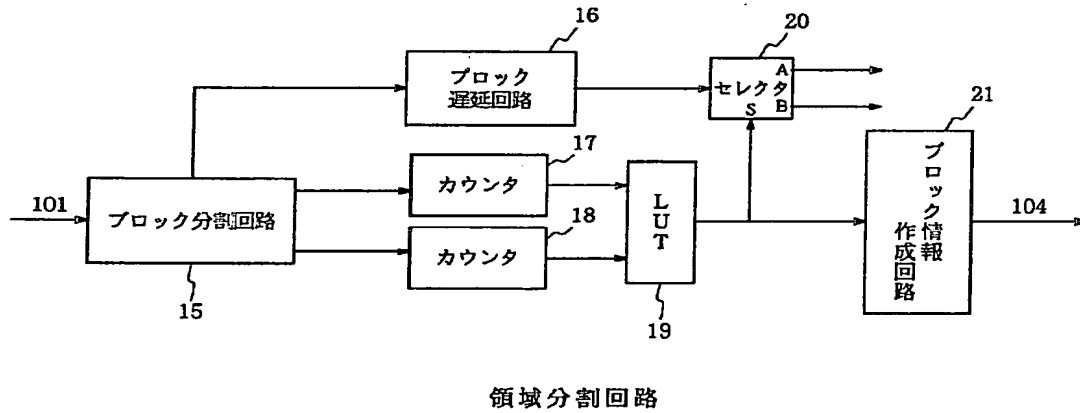 16
20
ブロック
遅延回路
セレクタ
A
B
S
21
17
101
ブロック分割回路
カウンタ
18
カウンタ
LUT
ブロック情報
作成回路
104
15
19
領域分割回路